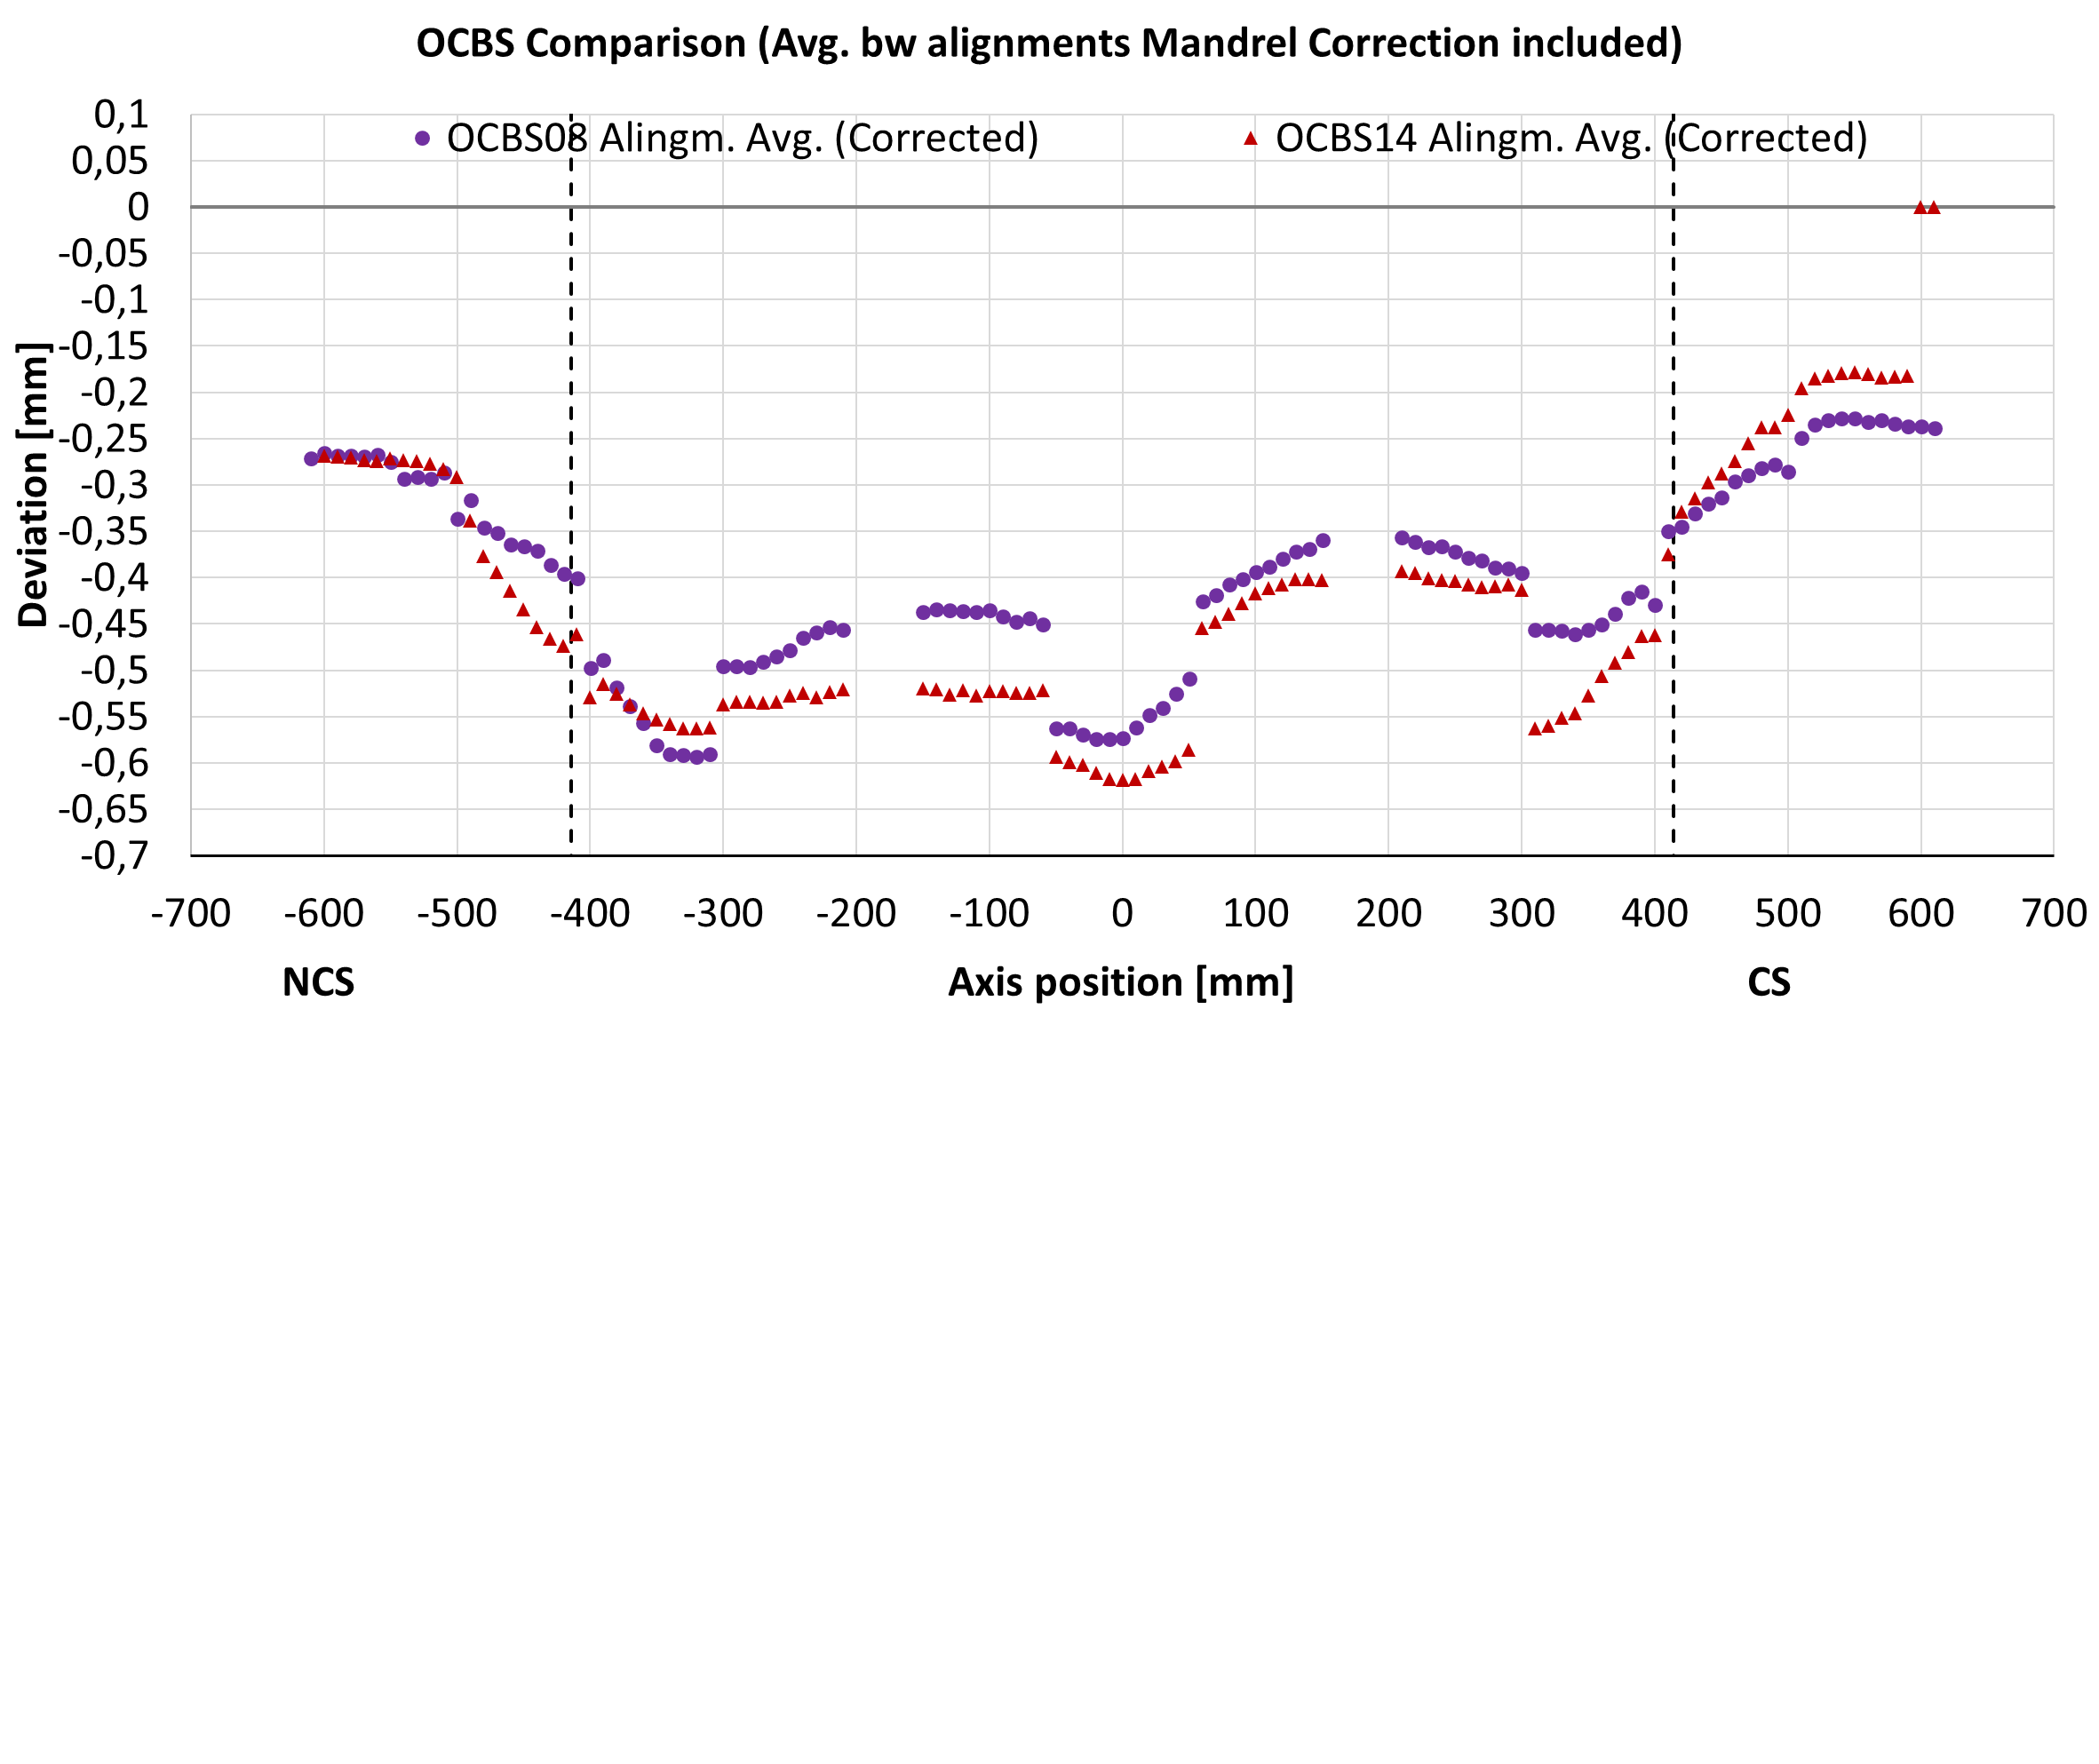 OCBS Comparison (Avg. bw alignments Mandrel Correction included)
OCBS08 Alingm. Avg. (Corrected)
OCBS14 Alingm. Avg. (Corrected)
0,1
0,05
0
-0,05
-0,1
-0,15
-0,2
-0,25
-0,3
-0,35
-0,4
-0,45
-0,5
-0,55
-0,6
-0,65
-0,7
Deviation [mm]
-700 -600 -500 -400 -300 -200 -100 0 100 200 300 400 500 600 700
NCS Axis position [mm] CS